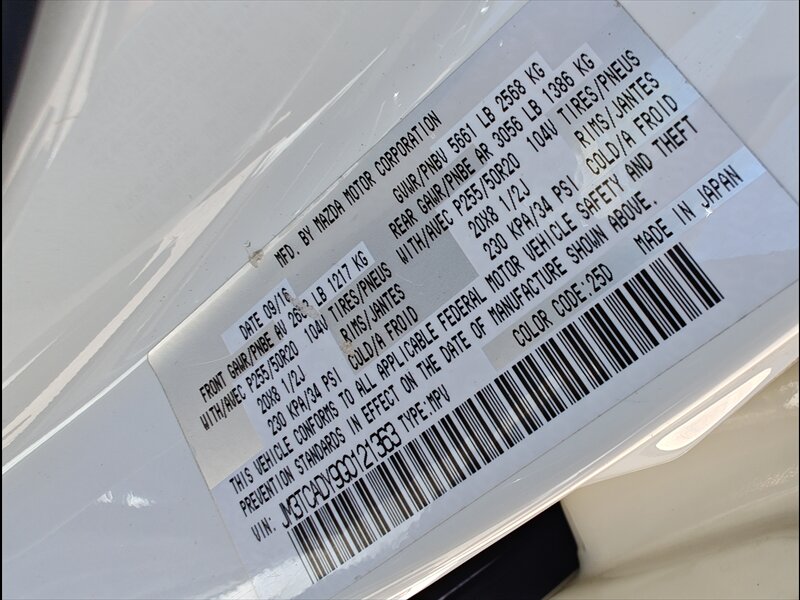 MFD. BY MAZDA MOTOR CORPORATION
DATE 09/16 GVWR/PNBV 5661 LB 2568 KG
FRONT GAWR/PNBE AV LB 1217 KG REAR GAWR/PNBE AR 3056 LB 1386 KG
WITH/AVEC P255/50R20 104V TIRES/PNEUS WITH/AVEC P255/50R20 104V TIRES/PNEUS
20X8 1/2J RIMS/JANTES 20X8 1/2J RIMS/JANTES
230 KPA/34 PSI COLD/A FROID 230 KPA/34 PSI COLD/A FROID
THIS VEHICLE CONFORMS TO ALL APPLICABLE FEDERAL MOTOR VEHICLE SAFETY AND THEFT
PREVENTION STANDARDS IN EFFECT ON THE DATE OF MANUFACTURE SHOWN ABOVE.
VIN: JM3TCADY9G0121363 TYPE:MPV COLOR CODE:25D MADE IN JAPAN